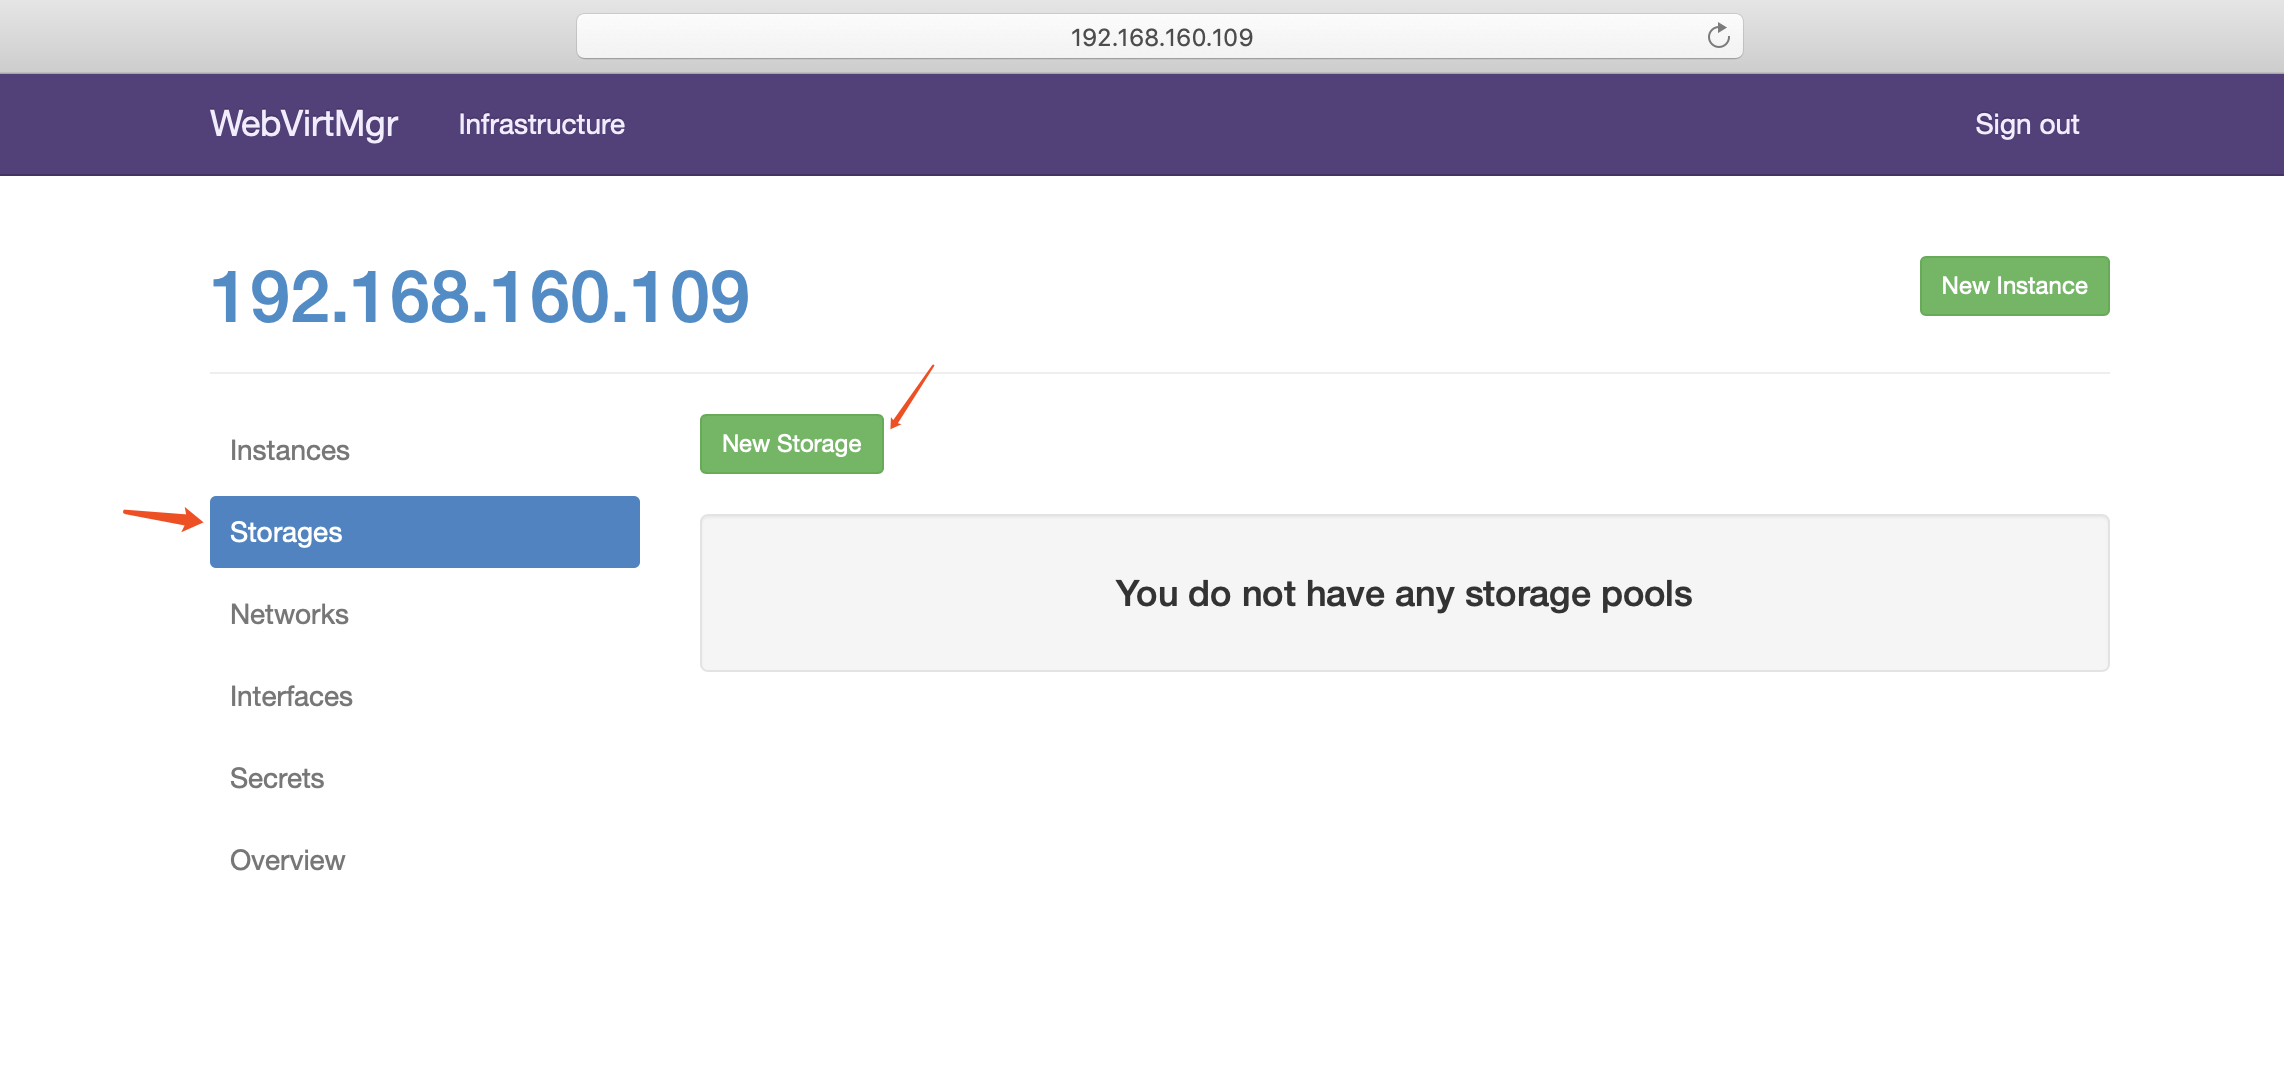 192.168.160.109
WebVirtMgr Infrastructure Sign out
192.168.160.109
New Instance
Instances
New Storage
Storages
You do not have any storage pools
Networks
Interfaces
Secrets
Overview